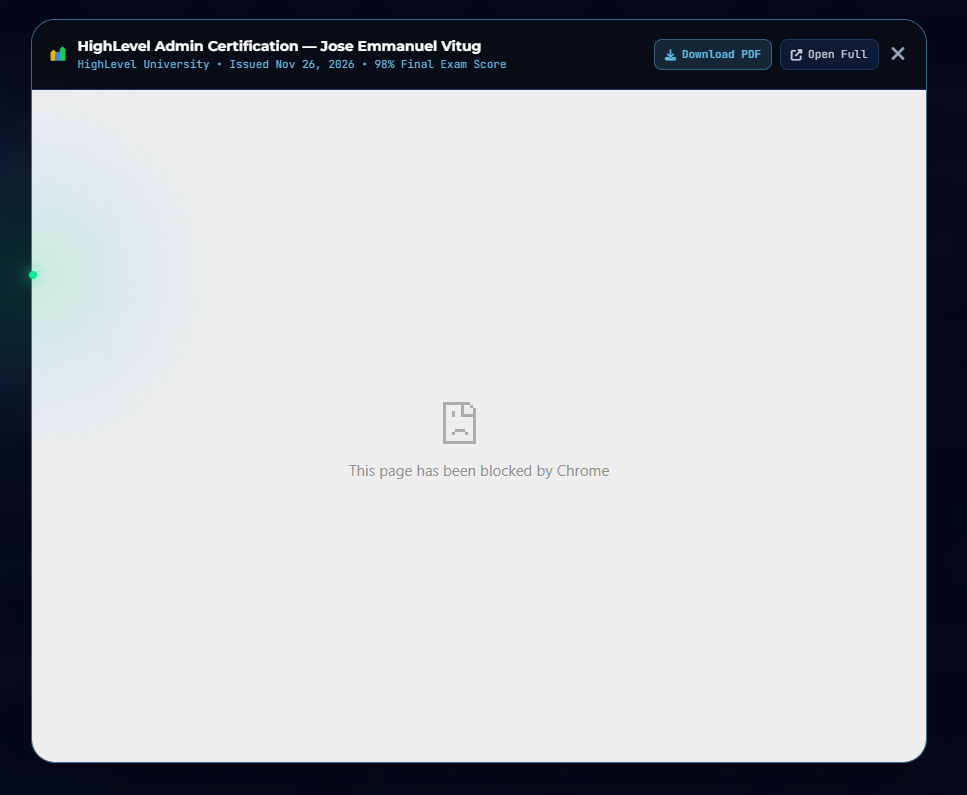 HighLevel Admin Certification — Jose Emmanuel Vitug
HighLevel University • Issued Nov 26, 2026 • 98% Final Exam Score
Download PDF
Open Full
This page has been blocked by Chrome